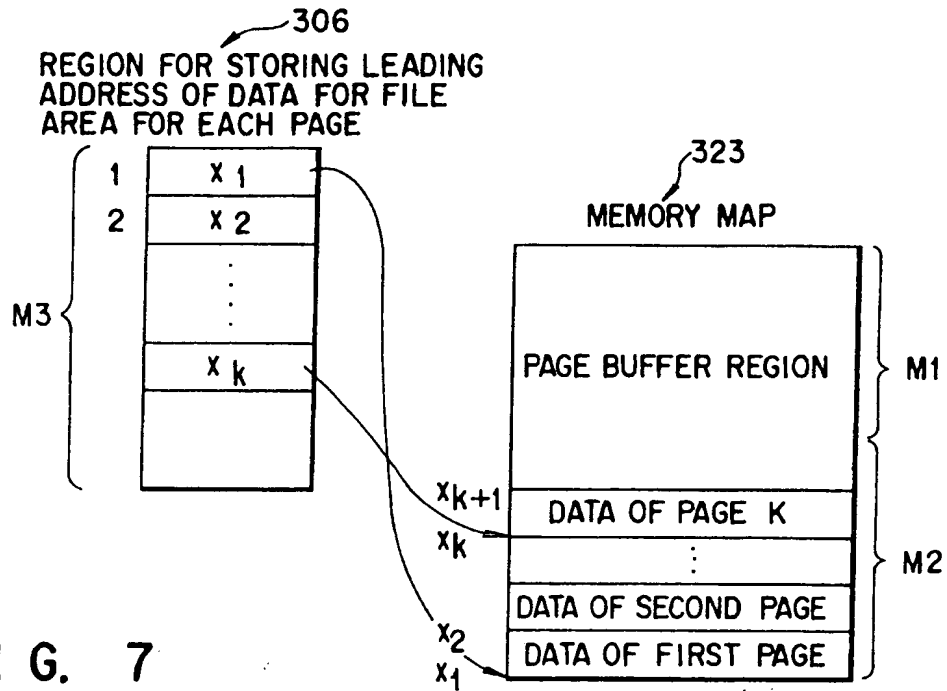 306
REGION FOR STORING LEADING
ADDRESS OF DATA FOR FILE
AREA FOR EACH PAGE
M3
1
x1
2
x2
xk
323
MEMORY MAP
PAGE BUFFER REGION
M1
xk+1
DATA OF PAGE K
xk
M2
DATA OF SECOND PAGE
x2
DATA OF FIRST PAGE
x1
G. 7